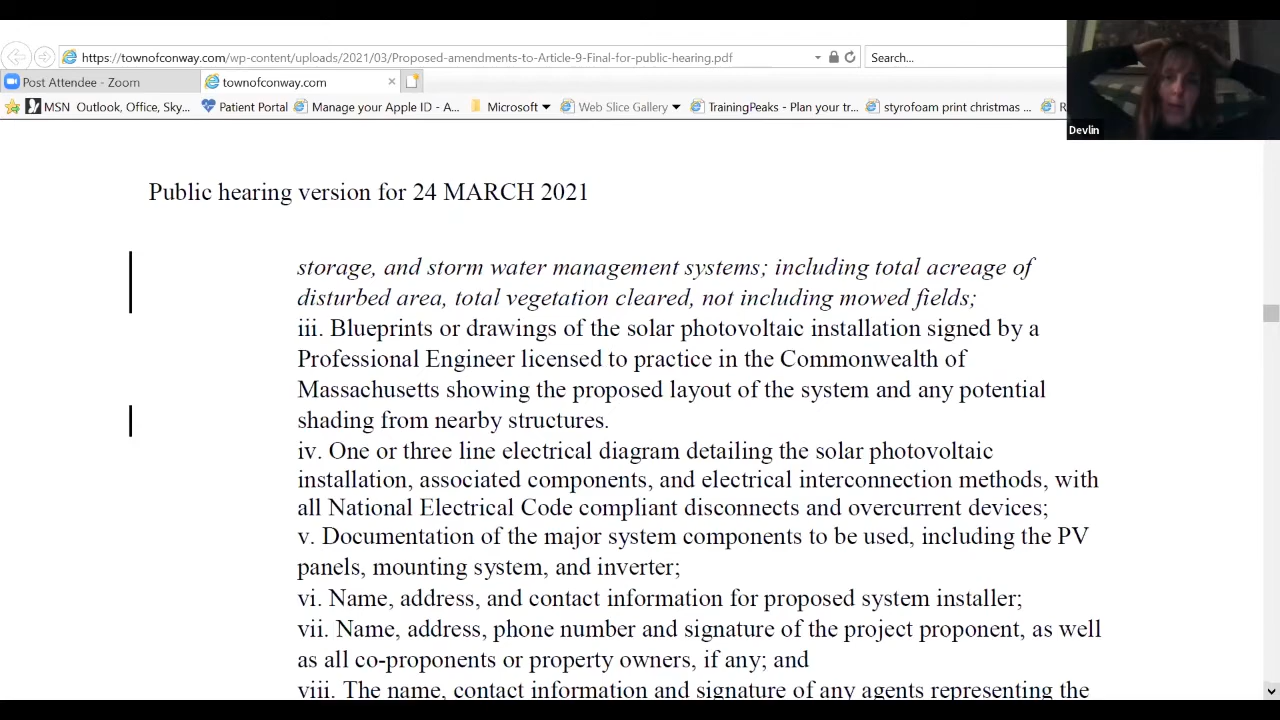 https://townofconway.com/wp-content/uploads/2021/03/Proposed-amendments-to-Article-9-Final-for-public-hearing.pdf
Search...
Post Attendee - Zoom
townofconway.com
MSN
Outlook, Office, Sky...
Patient Portal
Manage your Apple ID - A...
Microsoft
Web Slice Gallery
TrainingPeaks - Plan your tr...
styrofoam print christmas ...
Devlin
Public hearing version for 24 MARCH 2021
storage, and storm water management systems; including total acreage of
disturbed area, total vegetation cleared, not including mowed fields;
iii. Blueprints or drawings of the solar photovoltaic installation signed by a
Professional Engineer licensed to practice in the Commonwealth of
Massachusetts showing the proposed layout of the system and any potential
shading from nearby structures.
iv. One or three line electrical diagram detailing the solar photovoltaic
installation, associated components, and electrical interconnection methods, with
all National Electrical Code compliant disconnects and overcurrent devices;
v. Documentation of the major system components to be used, including the PV
panels, mounting system, and inverter;
vi. Name, address, and contact information for proposed system installer;
vii. Name, address, phone number and signature of the project proponent, as well
as all co-proponents or property owners, if any; and
viii. The name, contact information and signature of any agents representing the